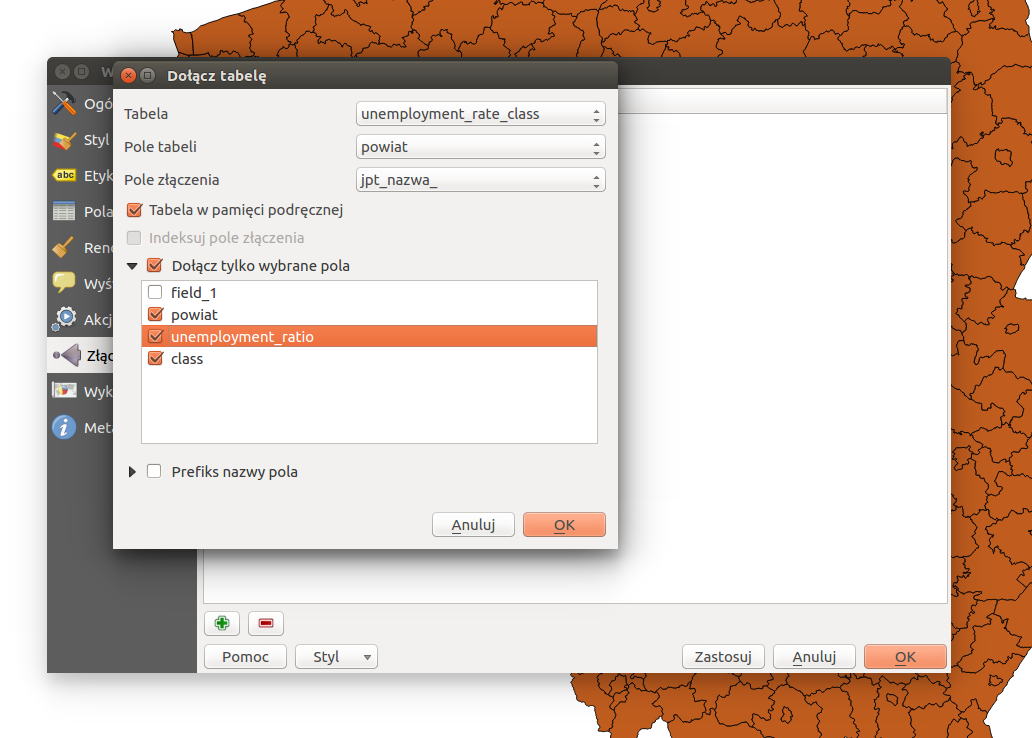 Dołącz tabelę
Tabela
unemployment_rate_class
Pole tabeli
powiat
Pole złączenia
jpt_nazwa_
Tabela w pamięci podręcznej
Indeksuj pole złączenia
Dołącz tylko wybrane pola
field_1
powiat
unemployment_ratio
class
Prefiks nazwy pola
Anuluj
OK
W
Ogó
Styl
abc
Etyk
Pola
Ren
Wyś
Akcj
Złąc
Wyk
Meta
Pomoc
Styl
Zastosuj
Anuluj
OK